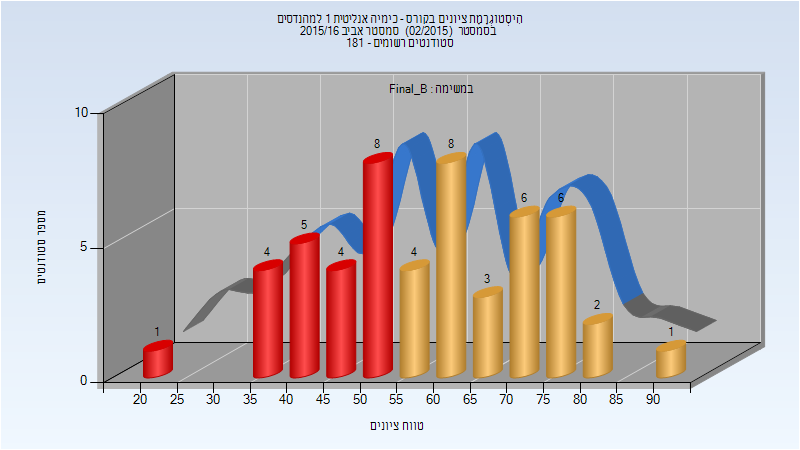 היסטוגרמת ציונים בקורס - כימיה אנליטית 1 למהנדסים
בסמסטר (02/2015) סמסטר אביב 2015/16
סטודנטים רשומים - 181
במשימה : Final_B
מספר סטודנטים
10
5
0
1
4
5
4
8
4
8
3
6
6
2
1
20 25 35 40 45 50 55 60 65 70 75 80 85 90
טווח ציונים